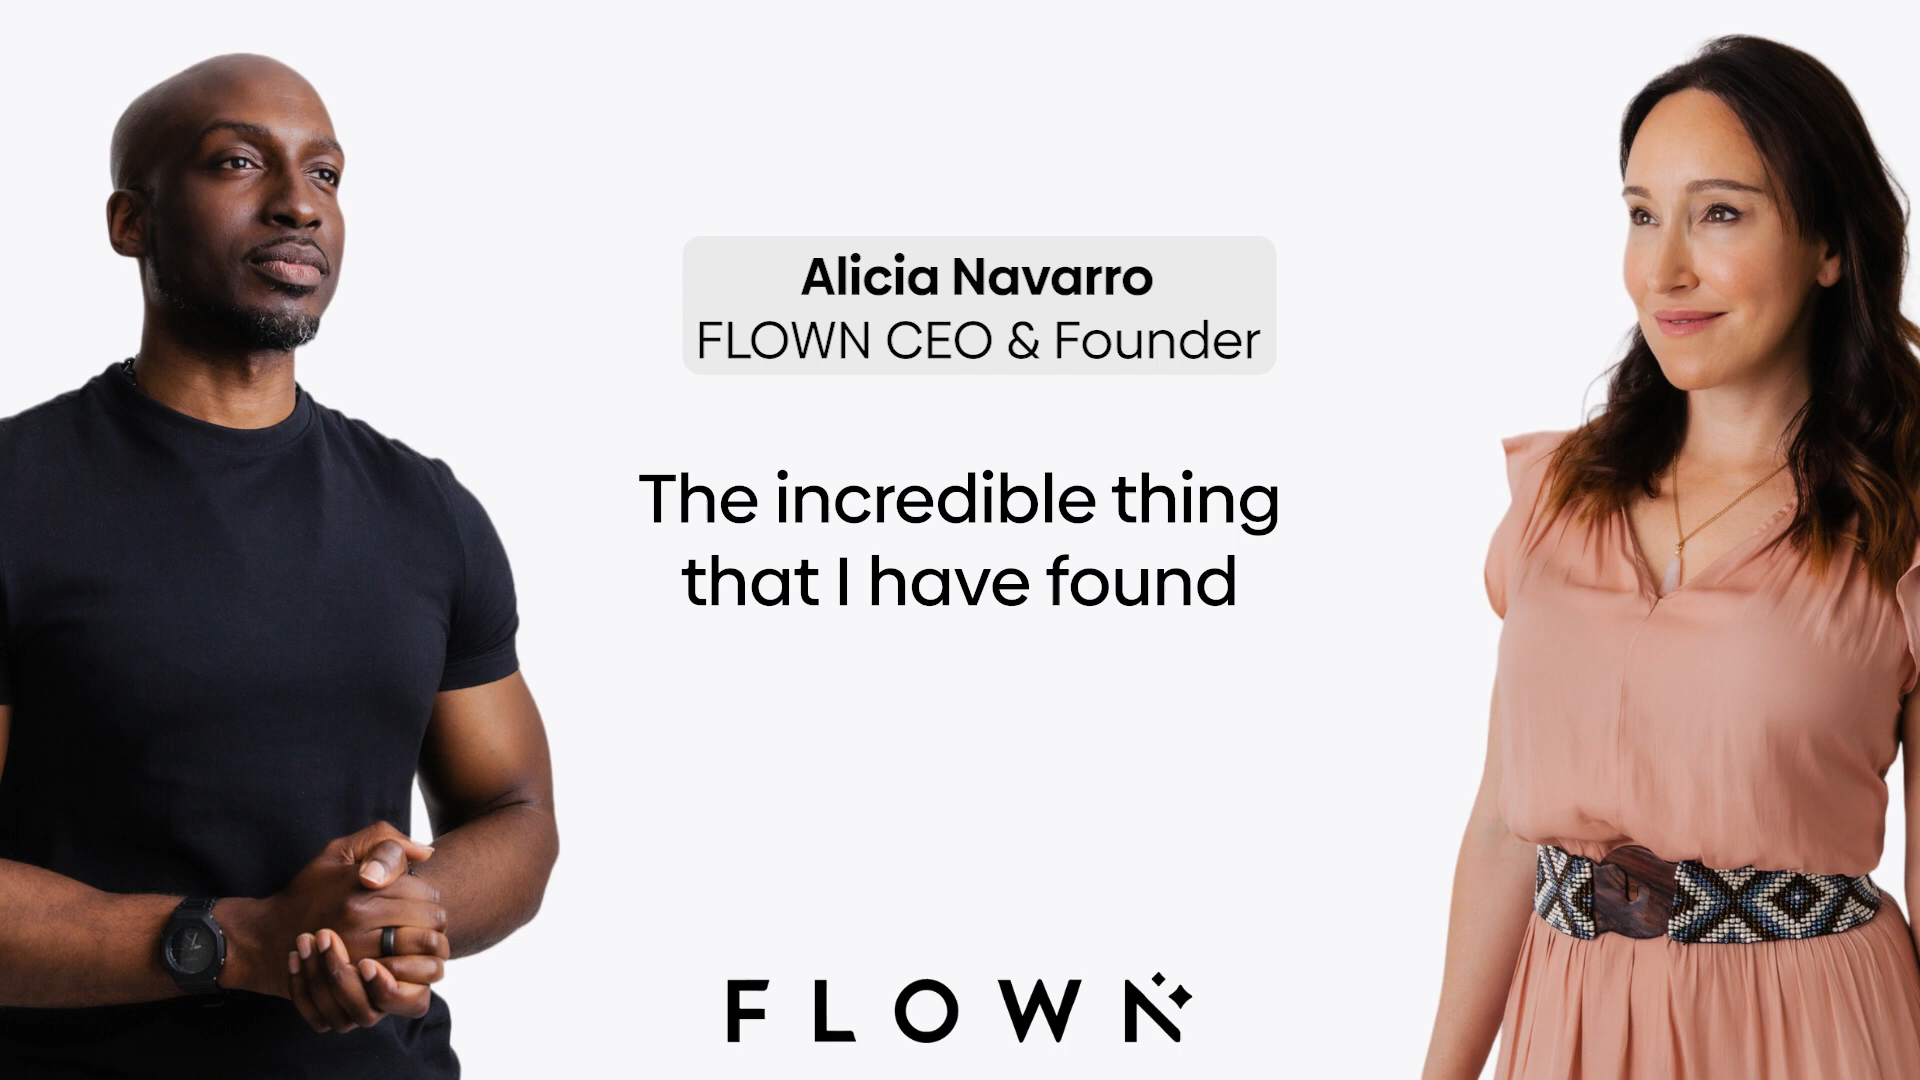 Alicia Navarro
FLOWN CEO & Founder
The incredible thing
that I have found
FLOWN